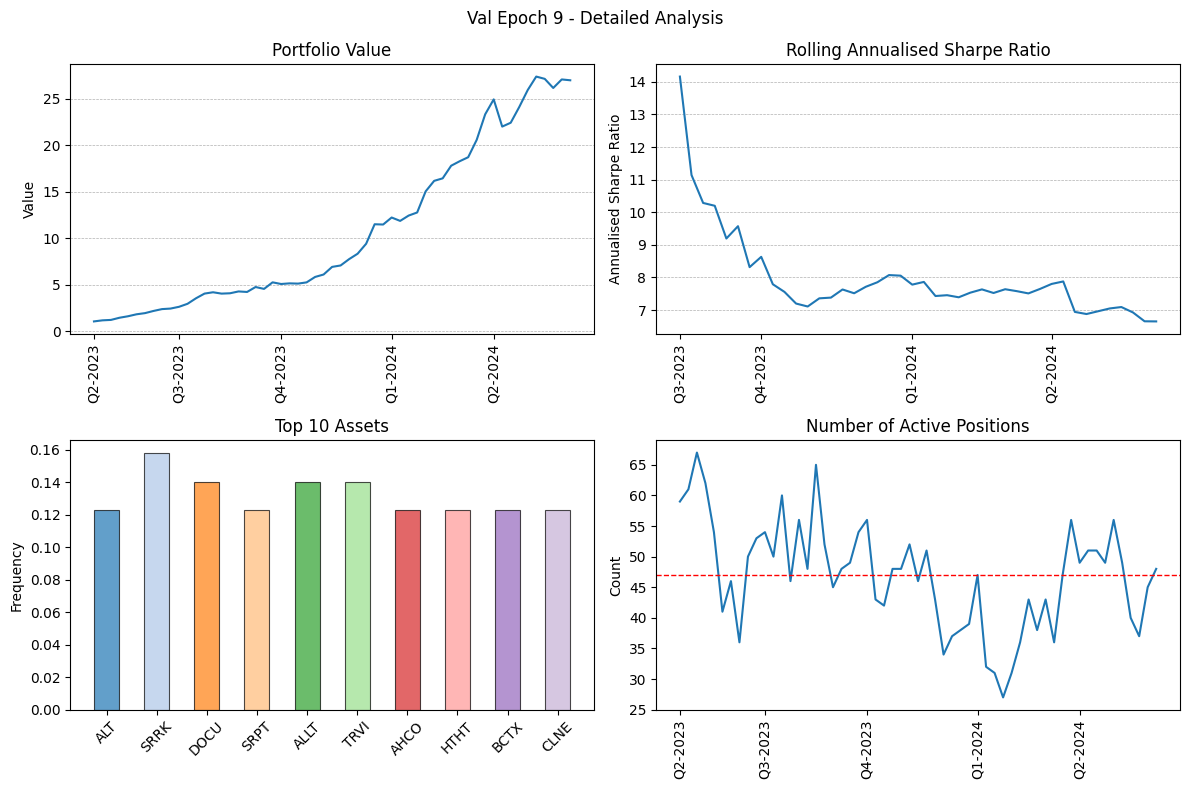 Val Epoch 9 - Detailed Analysis
Portfolio Value
Value
25
20
15
10
5
0
Q2-2023
Q3-2023
Q4-2023
Q1-2024
Q2-2024
Rolling Annualised Sharpe Ratio
Annualised Sharpe Ratio
14
13
12
11
10
9
8
7
Q3-2023
Q4-2023
Q1-2024
Q2-2024
Top 10 Assets
Frequency
0.16
0.14
0.12
0.10
0.08
0.06
0.04
0.02
0.00
ALT
SRRK
DOCU
SRPT
ALLT
TRVI
AHCO
HTHT
BCTX
CLNE
Number of Active Positions
Count
65
60
55
50
45
40
35
30
25
Q2-2023
Q3-2023
Q4-2023
Q1-2024
Q2-2024